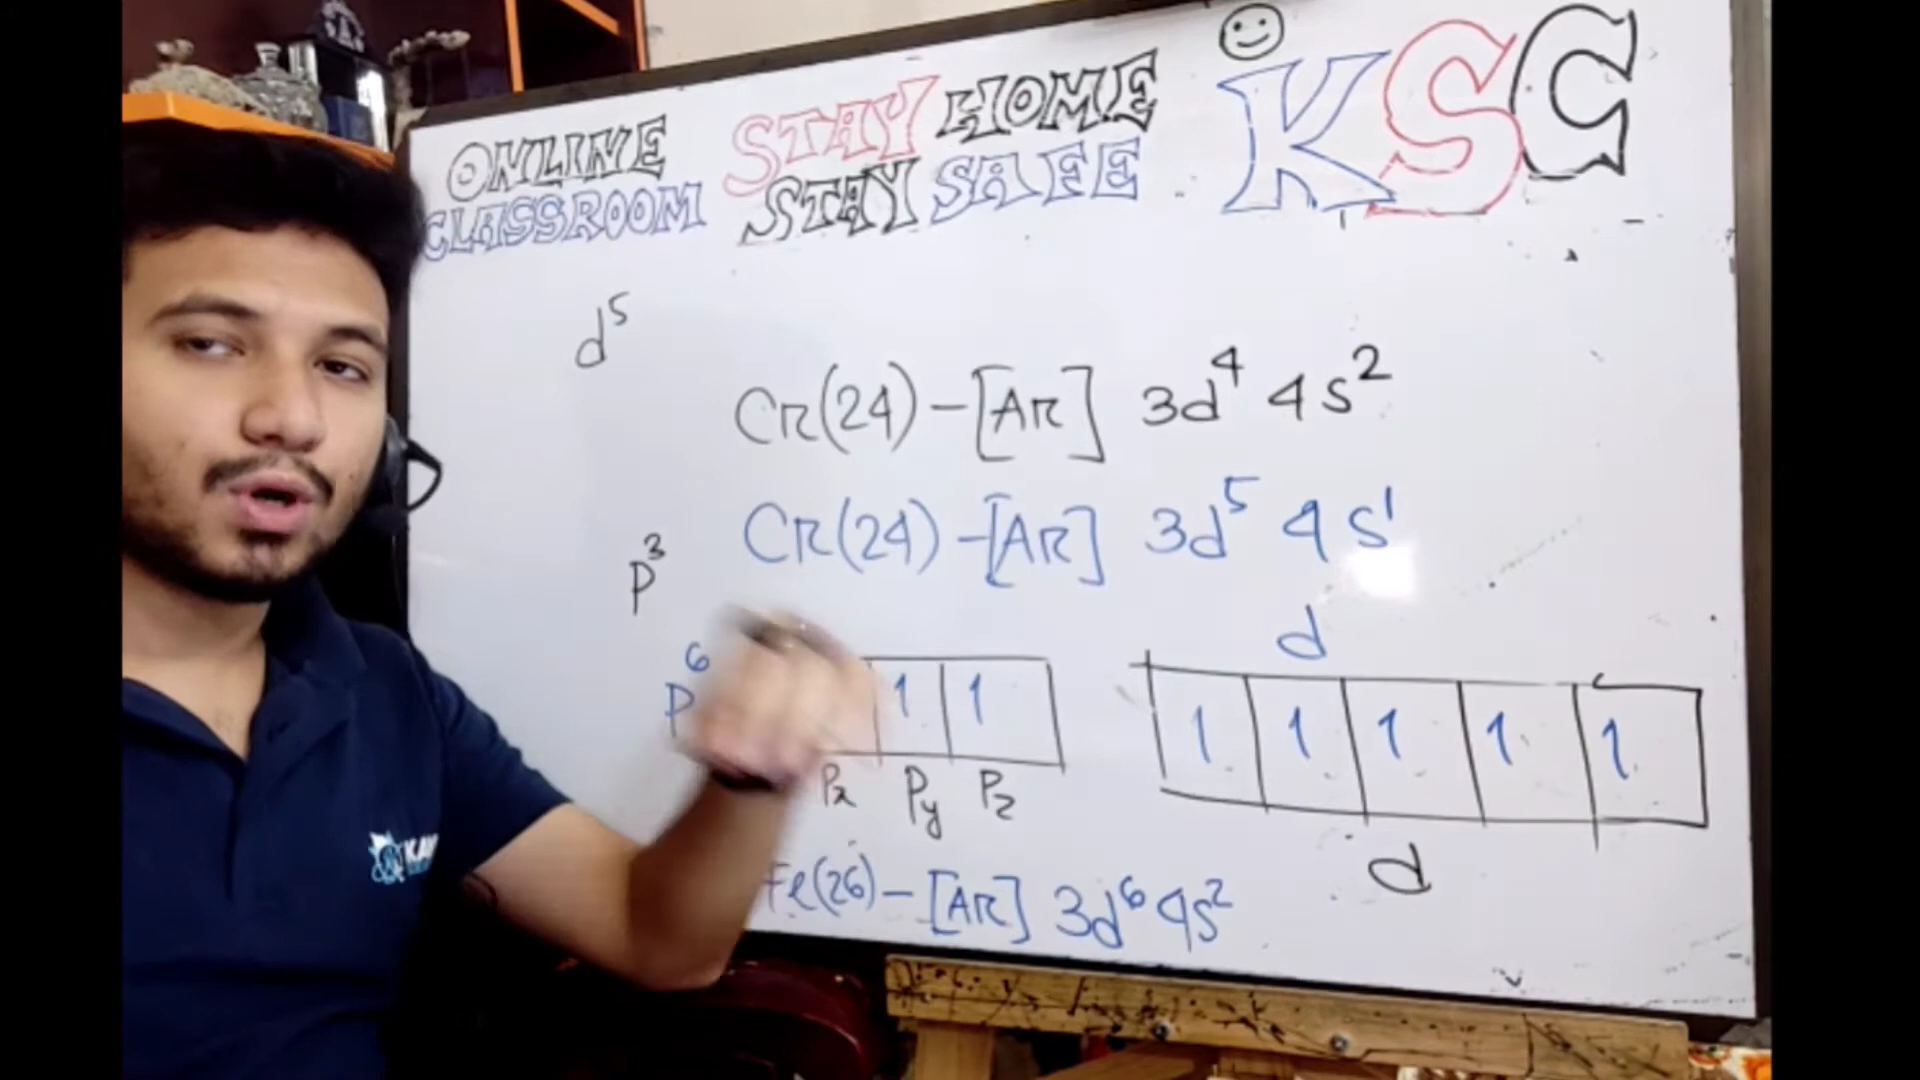 ONLINE CLASSROOM
STAY HOME
STAY SAFE
KSC
d⁵
Cr(24)-[Ar] 3d⁴ 4s²
Cr(24)-[Ar] 3d⁵ 4s¹
p³
p⁶
1 1
Px Py Pz
d
1 1 1 1 1
d
Fe(26)-[Ar] 3d⁶ 4s²